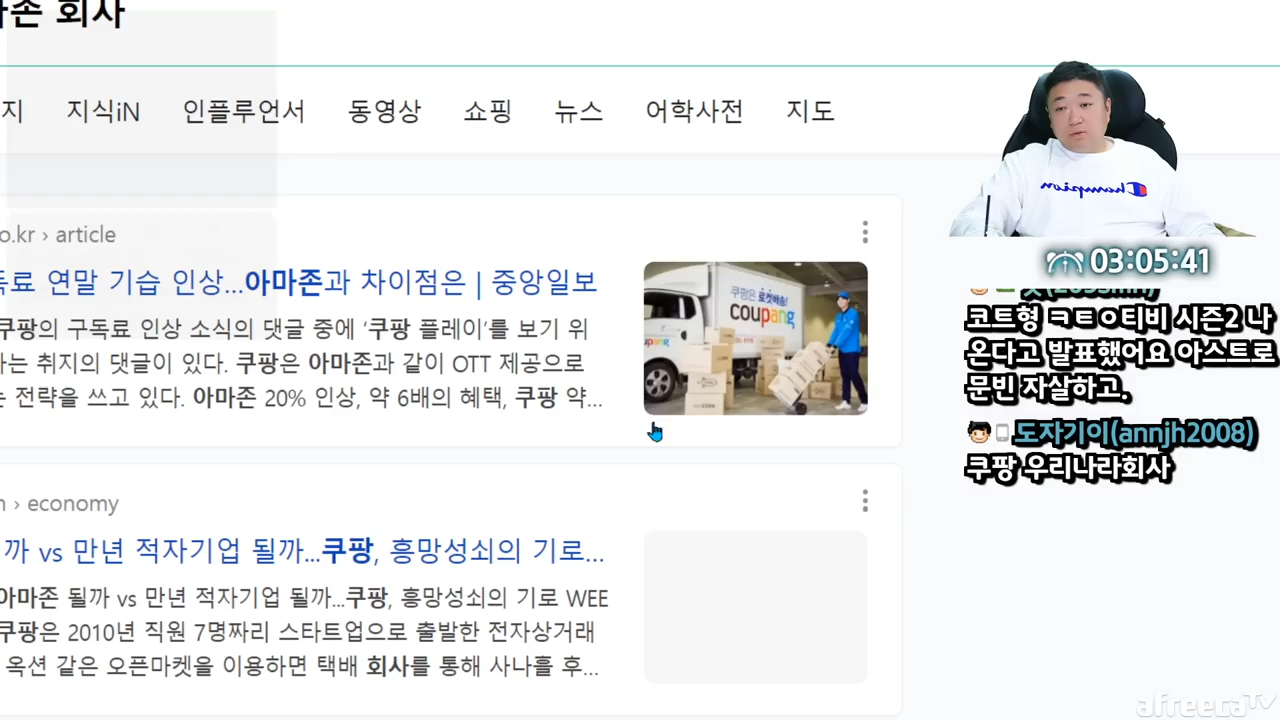 마존 회사
지 지식iN 인플루언서 동영상 쇼핑 뉴스 어학사전 지도
o.kr › article
독료 연말 기습 인상...아마존과 차이점은 | 중앙일보
쿠팡의 구독료 인상 소식의 댓글 중에 '쿠팡 플레이'를 보기 위
하는 취지의 댓글이 있다. 쿠팡은 아마존과 같이 OTT 제공으로
는 전략을 쓰고 있다. 아마존 20% 인상, 약 6배의 혜택, 쿠팡 약...
쿠팡은 로켓배송!
coupang
upang
› economy
까 vs 만년 적자기업 될까...쿠팡, 흥망성쇠의 기로...
아마존 될까 vs 만년 적자기업 될까...쿠팡, 흥망성쇠의 기로 WEE
쿠팡은 2010년 직원 7명짜리 스타트업으로 출발한 전자상거래
옥션 같은 오픈마켓을 이용하면 택배 회사를 통해 사나흘 후...
Champion
03:05:41
코트형 ㅋㅌㅇ티비 시즌2 나
온다고 발표했어요 아스트로
문빈 자살하고.
도자기이(annjh2008)
쿠팡 우리나라회사
afreecaTV